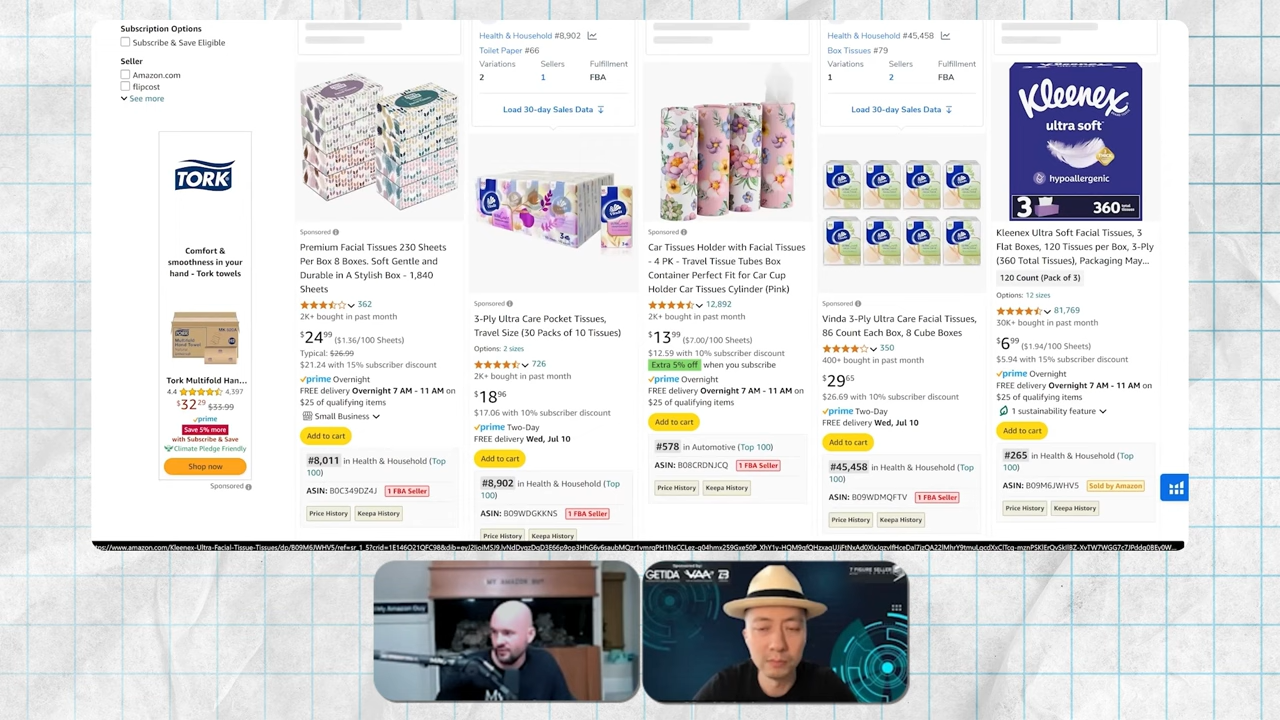 Subscription Options
Subscribe & Save Eligible
Seller
Amazon.com
flipcost
See more
TORK
Comfort &
smoothness in your
hand - Tork towels
Tork Multifold Han...
4.4 4,397
$32.29 $33.99
prime
Save 5% more
with Subscribe & Save
Climate Pledge Friendly
Shop now
Sponsored
Sponsored
Premium Facial Tissues 230 Sheets
Per Box 8 Boxes. Soft Gentle and
Durable in A Stylish Box - 1,840
Sheets
362
2K+ bought in past month
$24.99 ($1.36/100 Sheets)
Typical: $26.99
$21.24 with 15% subscriber discount
prime Overnight
FREE delivery Overnight 7 AM - 11 AM on
$25 of qualifying items
Small Business
Add to cart
#8,011 in Health & Household (Top
100)
ASIN: B0C349DZ4J 1 FBA Seller
Price History Keepa History
Health & Household #8,902
Toilet Paper #66
Variations Sellers Fulfillment
2 1 FBA
Load 30-day Sales Data
Sponsored
3-Ply Ultra Care Pocket Tissues,
Travel Size (30 Packs of 10 Tissues)
Options: 2 sizes
726
2K+ bought in past month
$18.96
$17.06 with 10% subscriber discount
prime Two-Day
FREE delivery Wed, Jul 10
Add to cart
#8,902 in Health & Household (Top
100)
ASIN: B09WDGKKNS 1 FBA Seller
Price History Keepa History
Sponsored
Car Tissues Holder with Facial Tissues
- 4 PK - Travel Tissue Tubes Box
Container Perfect Fit for Car Cup
Holder Car Tissues Cylinder (Pink)
12,892
2K+ bought in past month
$13.99 ($7.00/100 Sheets)
$12.59 with 10% subscriber discount
Extra 5% off when you subscribe
prime Overnight
FREE delivery Overnight 7 AM - 11 AM on
$25 of qualifying items
Add to cart
#578 in Automotive (Top 100)
ASIN: B08CRDNJCQ 1 FBA Seller
Price History Keepa History
Health & Household #45,458
Box Tissues #79
Variations Sellers Fulfillment
1 2 FBA
Load 30-day Sales Data
Sponsored
Vinda 3-Ply Ultra Care Facial Tissues,
86 Count Each Box, 8 Cube Boxes
350
400+ bought in past month
$29.65
$26.69 with 10% subscriber discount
prime Two-Day
FREE delivery Wed, Jul 10
Add to cart
#45,458 in Health & Household (Top
100)
ASIN: B09WDMQFTV 1 FBA Seller
Price History Keepa History
Kleenex
ultra soft
hypoallergenic
3 360 total
Kleenex Ultra Soft Facial Tissues, 3
Flat Boxes, 120 Tissues per Box, 3-Ply
(360 Total Tissues), Packaging May...
120 Count (Pack of 3)
Options: 12 sizes
81,769
30K+ bought in past month
$6.99 ($1.94/100 Sheets)
$5.94 with 15% subscriber discount
prime Overnight
FREE delivery Overnight 7 AM - 11 AM on
$25 of qualifying items
1 sustainability feature
Add to cart
#265 in Health & Household (Top
100)
ASIN: B09M6JWHV5 Sold by Amazon
Price History Keepa History
MY AMAZON GUY
My Amazon Guy
MY
Sponsored by:
GETIDA VAA
7 FIGURE SELLER